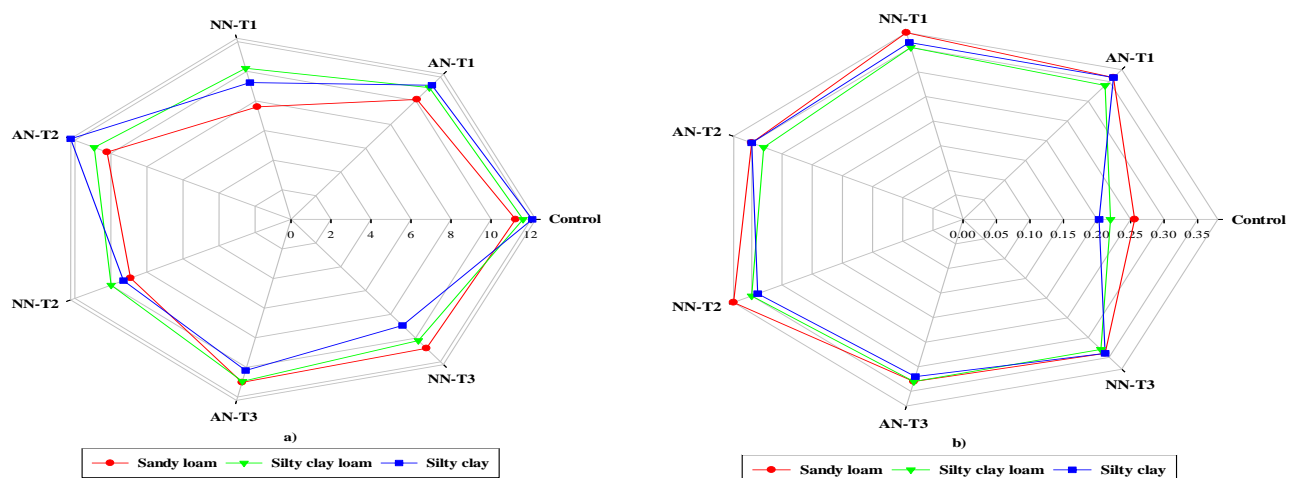 NN-T1
AN-T1
AN-T2
Control
0 2 4 6 8 10 12
NN-T2
NN-T3
AN-T3
a)
Sandy loam Silty clay loam Silty clay
NN-T1
AN-T1
AN-T2
Control
0.00 0.05 0.10 0.15 0.20 0.25 0.30 0.35
NN-T2
NN-T3
AN-T3
b)
Sandy loam Silty clay loam Silty clay